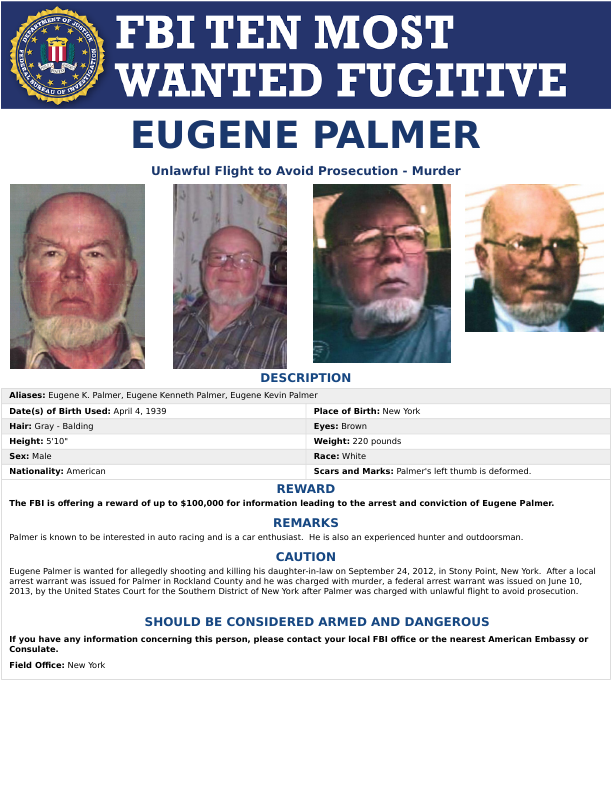 DEPARTMENT OF JUSTICE
FEDERAL BUREAU OF INVESTIGATION
FBI TEN MOST
WANTED FUGITIVE
EUGENE PALMER
Unlawful Flight to Avoid Prosecution - Murder
DESCRIPTION
Aliases: Eugene K. Palmer, Eugene Kenneth Palmer, Eugene Kevin Palmer
Date(s) of Birth Used: April 4, 1939
Place of Birth: New York
Hair: Gray - Balding
Eyes: Brown
Height: 5'10"
Weight: 220 pounds
Sex: Male
Race: White
Nationality: American
Scars and Marks: Palmer's left thumb is deformed.
REWARD
The FBI is offering a reward of up to $100,000 for information leading to the arrest and conviction of Eugene Palmer.
REMARKS
Palmer is known to be interested in auto racing and is a car enthusiast.  He is also an experienced hunter and outdoorsman.
CAUTION
Eugene Palmer is wanted for allegedly shooting and killing his daughter-in-law on September 24, 2012, in Stony Point, New York.  After a local
arrest warrant was issued for Palmer in Rockland County and he was charged with murder, a federal arrest warrant was issued on June 10,
2013, by the United States Court for the Southern District of New York after Palmer was charged with unlawful flight to avoid prosecution.
SHOULD BE CONSIDERED ARMED AND DANGEROUS
If you have any information concerning this person, please contact your local FBI office or the nearest American Embassy or
Consulate.
Field Office: New York